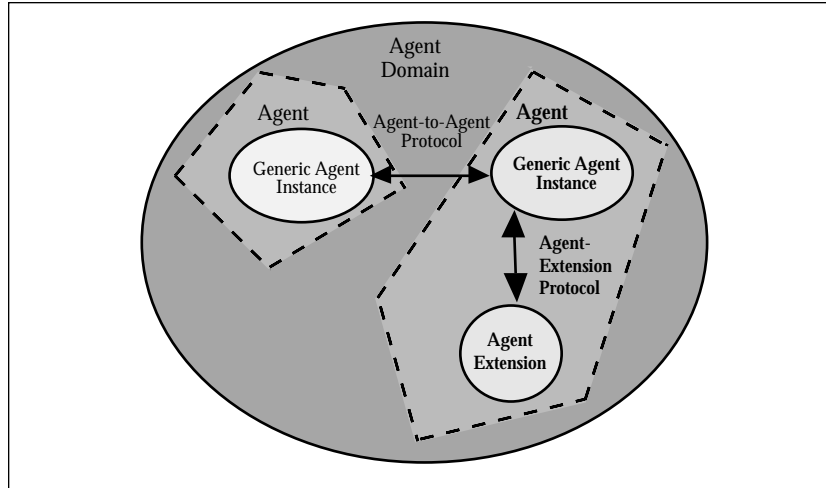 Agent
Domain
Agent
Agent-to-Agent
Protocol
Agent
Generic Agent
Instance
Generic Agent
Instance
Agent-
Extension
Protocol
Agent
Extension